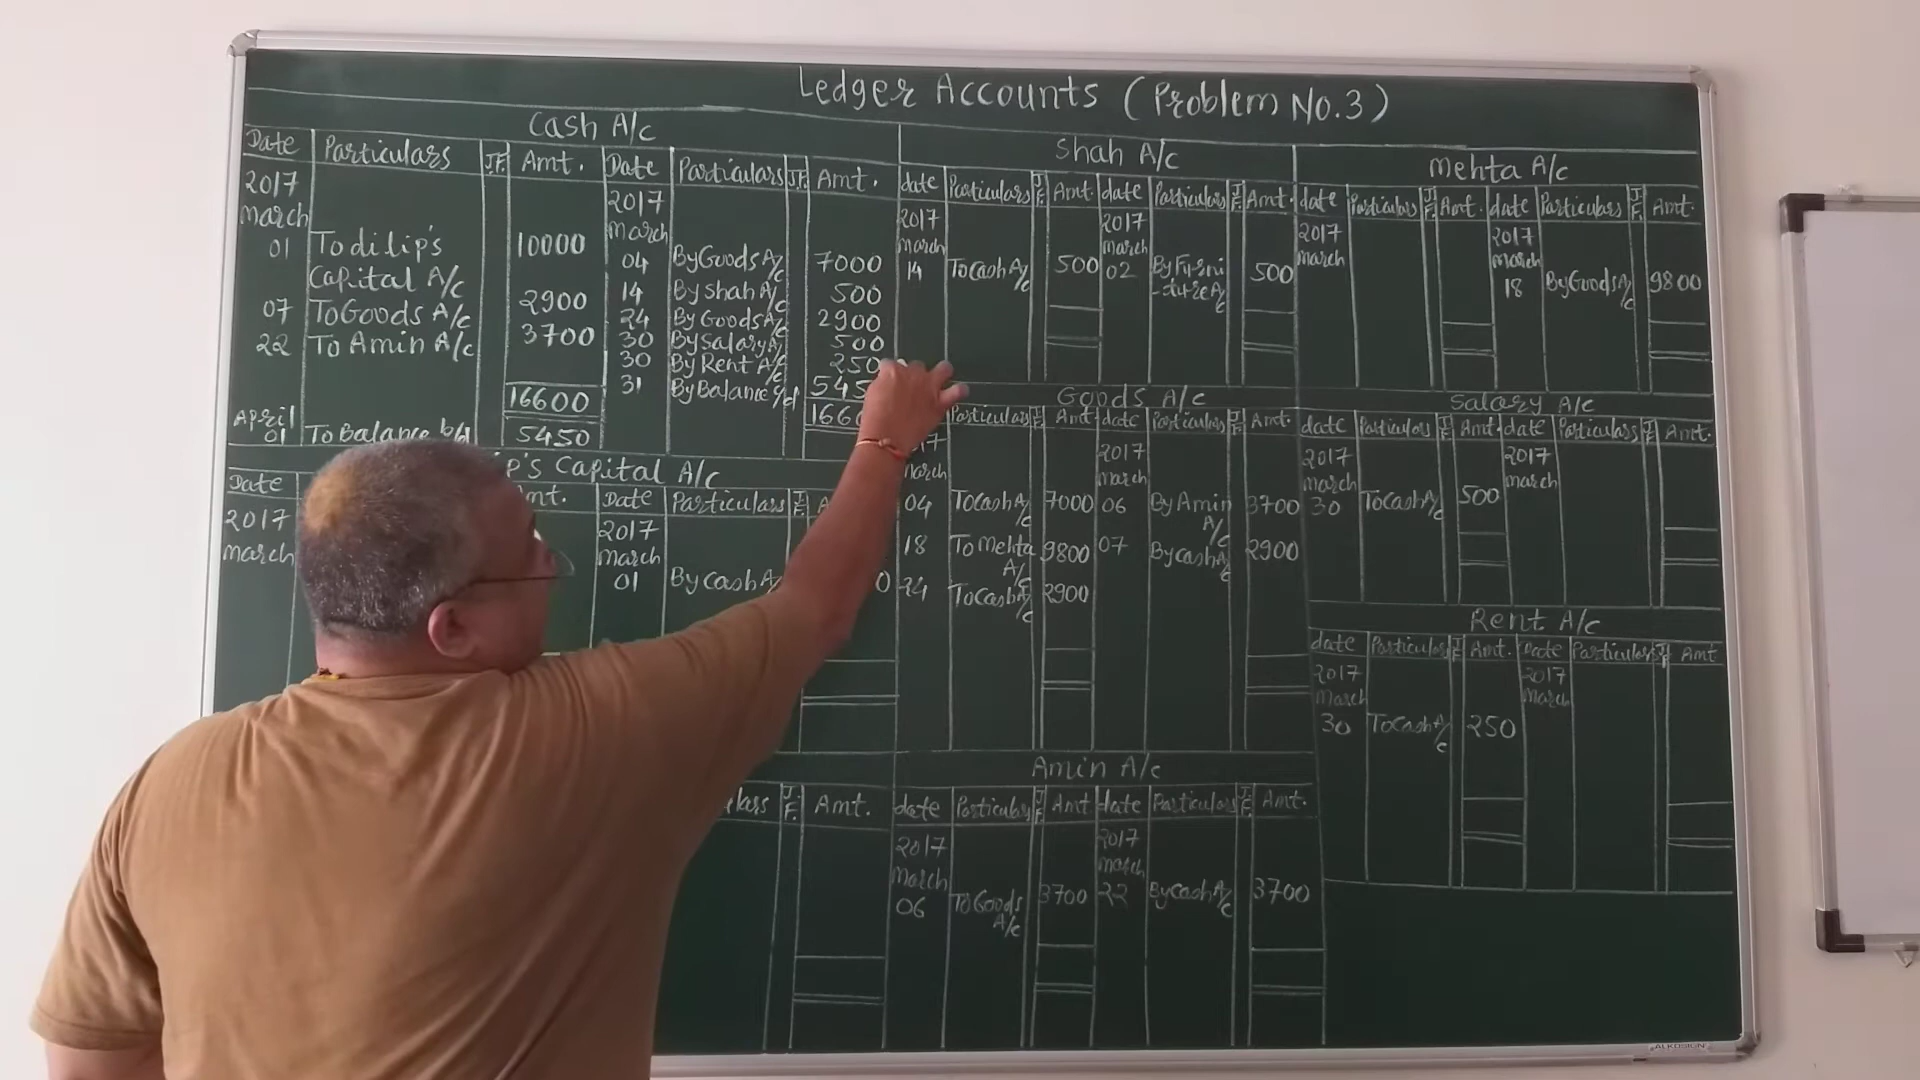 Ledger Accounts (Problem No.3)
Cash A/c
Date Particulars J.F. Amt. Date Particulars J.F. Amt.
2017 March 2017 March
01 To dilip's Capital A/c 10000 04 By Goods A/c 7000
07 To Goods A/c 2900 14 By Shah A/c 500
22 To Amin A/c 3700 24 By Goods A/c 2900
30 By Salary A/c 500
30 By Rent A/c 250
31 By Balance c/d
16600
April 01 To Balance b/d 5450
Capital A/c
Date Date Particulars J.F.
2017 March 2017 March
01 By Cash A/c
Amt.
Shah A/c
date Particulars J.F. Amt. date Particulars J.F. Amt.
2017 March 2017 March
14 To Cash A/c 500 02 By Furni-ture A/c 500
Goods A/c
Particulars J.F. Amt. date Particulars J.F. Amt.
March 2017 March
04 To Cash A/c 7000 06 By Amin A/c 3700
18 To Mehta A/c 9800 07 By Cash A/c 2900
24 To Cash A/c 2900
Amin A/c
date Particulars J.F. Amt date Particulars J.F. Amt.
2017 March 2017 March
06 To Goods A/c 3700 22 By Cash A/c 3700
Mehta A/c
date Particulars J.F. Amt. date Particulars J.F. Amt.
2017 March 2017 March
18 By Goods A/c 9800
Salary A/c
date Particulars J.F. Amt date Particulars J.F. Amt.
2017 March 2017 March
30 To Cash A/c 500
Rent A/c
date Particulars J.F. Amt. Date Particulars J.F. Amt
2017 March 2017 March
30 To Cash A/c 250
ALKOSIGN